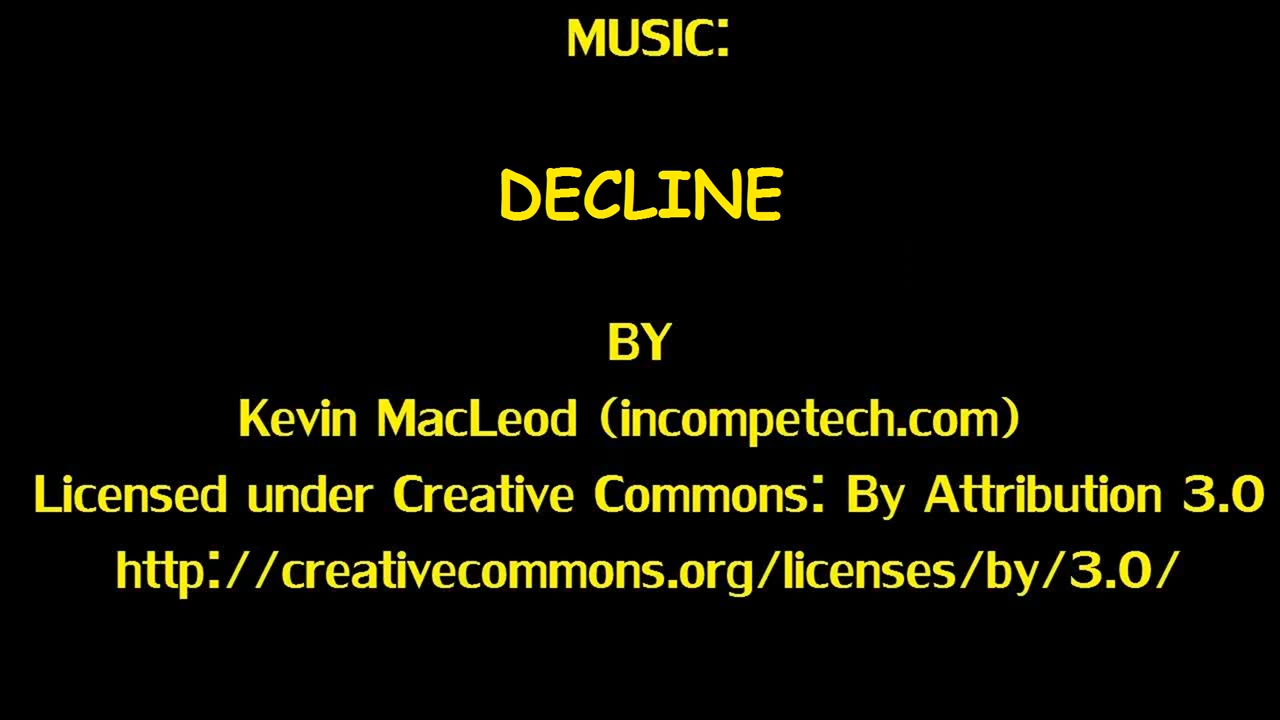 MUSIC:
DECLINE
BY
Kevin MacLeod (incompetech.com)
Licensed under Creative Commons: By Attribution 3.0
http://creativecommons.org/licenses/by/3.0/